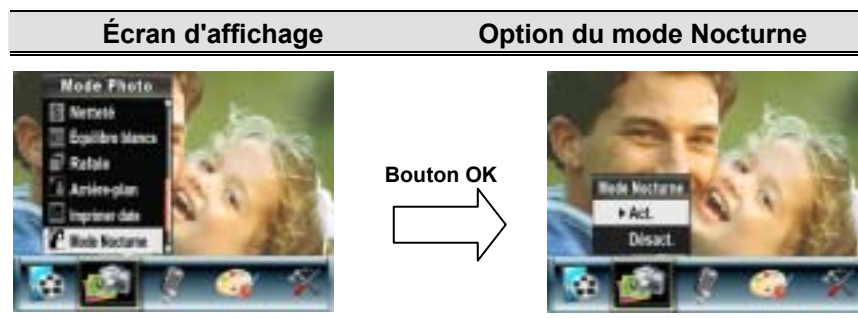 Écran d'affichage Option du mode Nocturne
Mode Photo
Netteté
Équilibre blancs
Rafale
Arrière-plan
Imprimer date
Mode Nocturne
Bouton OK
Mode Nocturne
Act.
Désact.